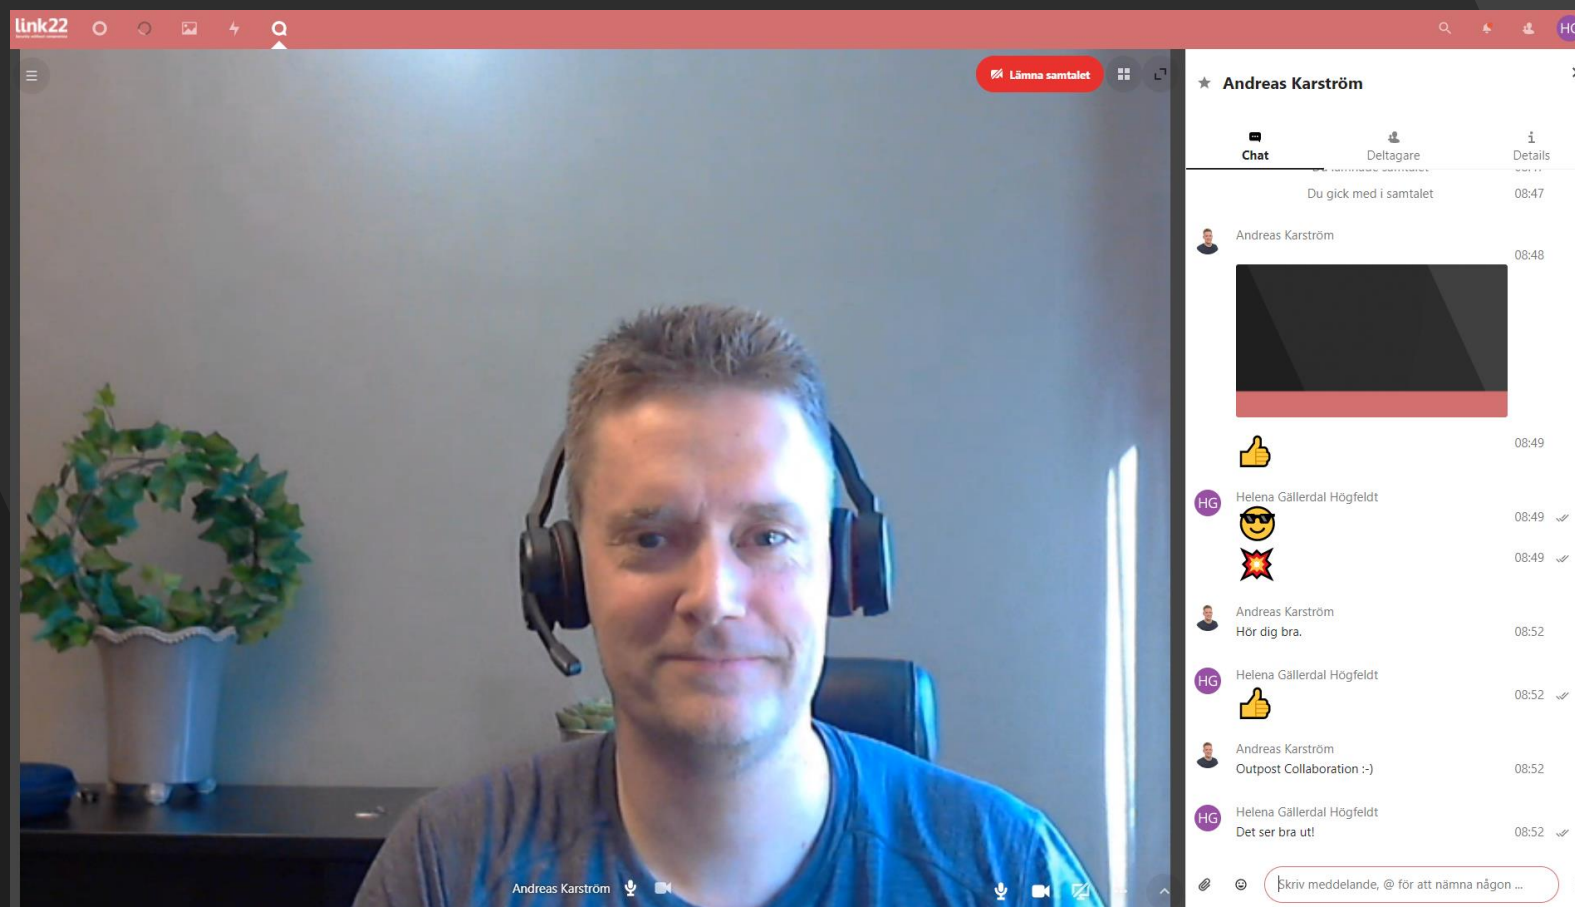 link22
Lämna samtalet
Andreas Karström
Chat
Deltagare
Details
Du gick med i samtalet 08:47
Andreas Karström
08:48
08:49
HG Helena Gällerdal Högfeldt
08:49
08:49
Andreas Karström
Hör dig bra. 08:52
HG Helena Gällerdal Högfeldt
08:52
Andreas Karström
Outpost Collaboration :-) 08:52
HG Helena Gällerdal Högfeldt
Det ser bra ut! 08:52
Andreas Karström
Skriv meddelande, @ för att nämna någon ...